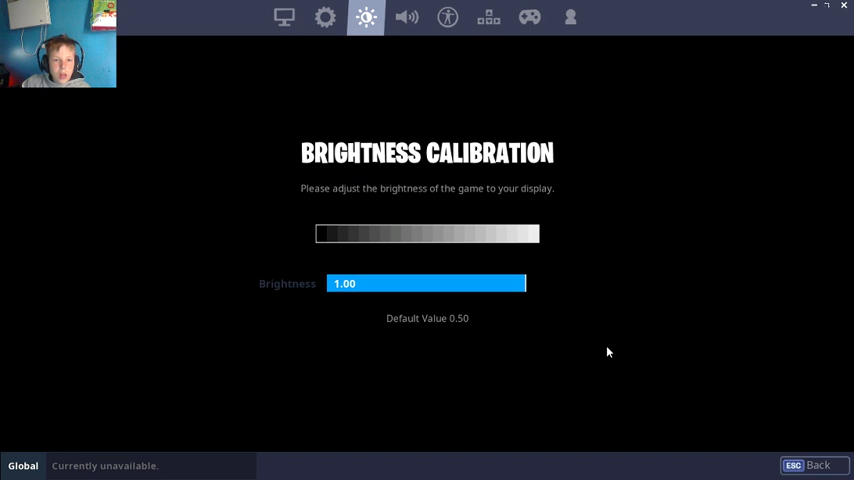 BRIGHTNESS CALIBRATION
Please adjust the brightness of the game to your display.
Brightness 1.00
Default Value 0.50
Global Currently unavailable.
ESC Back